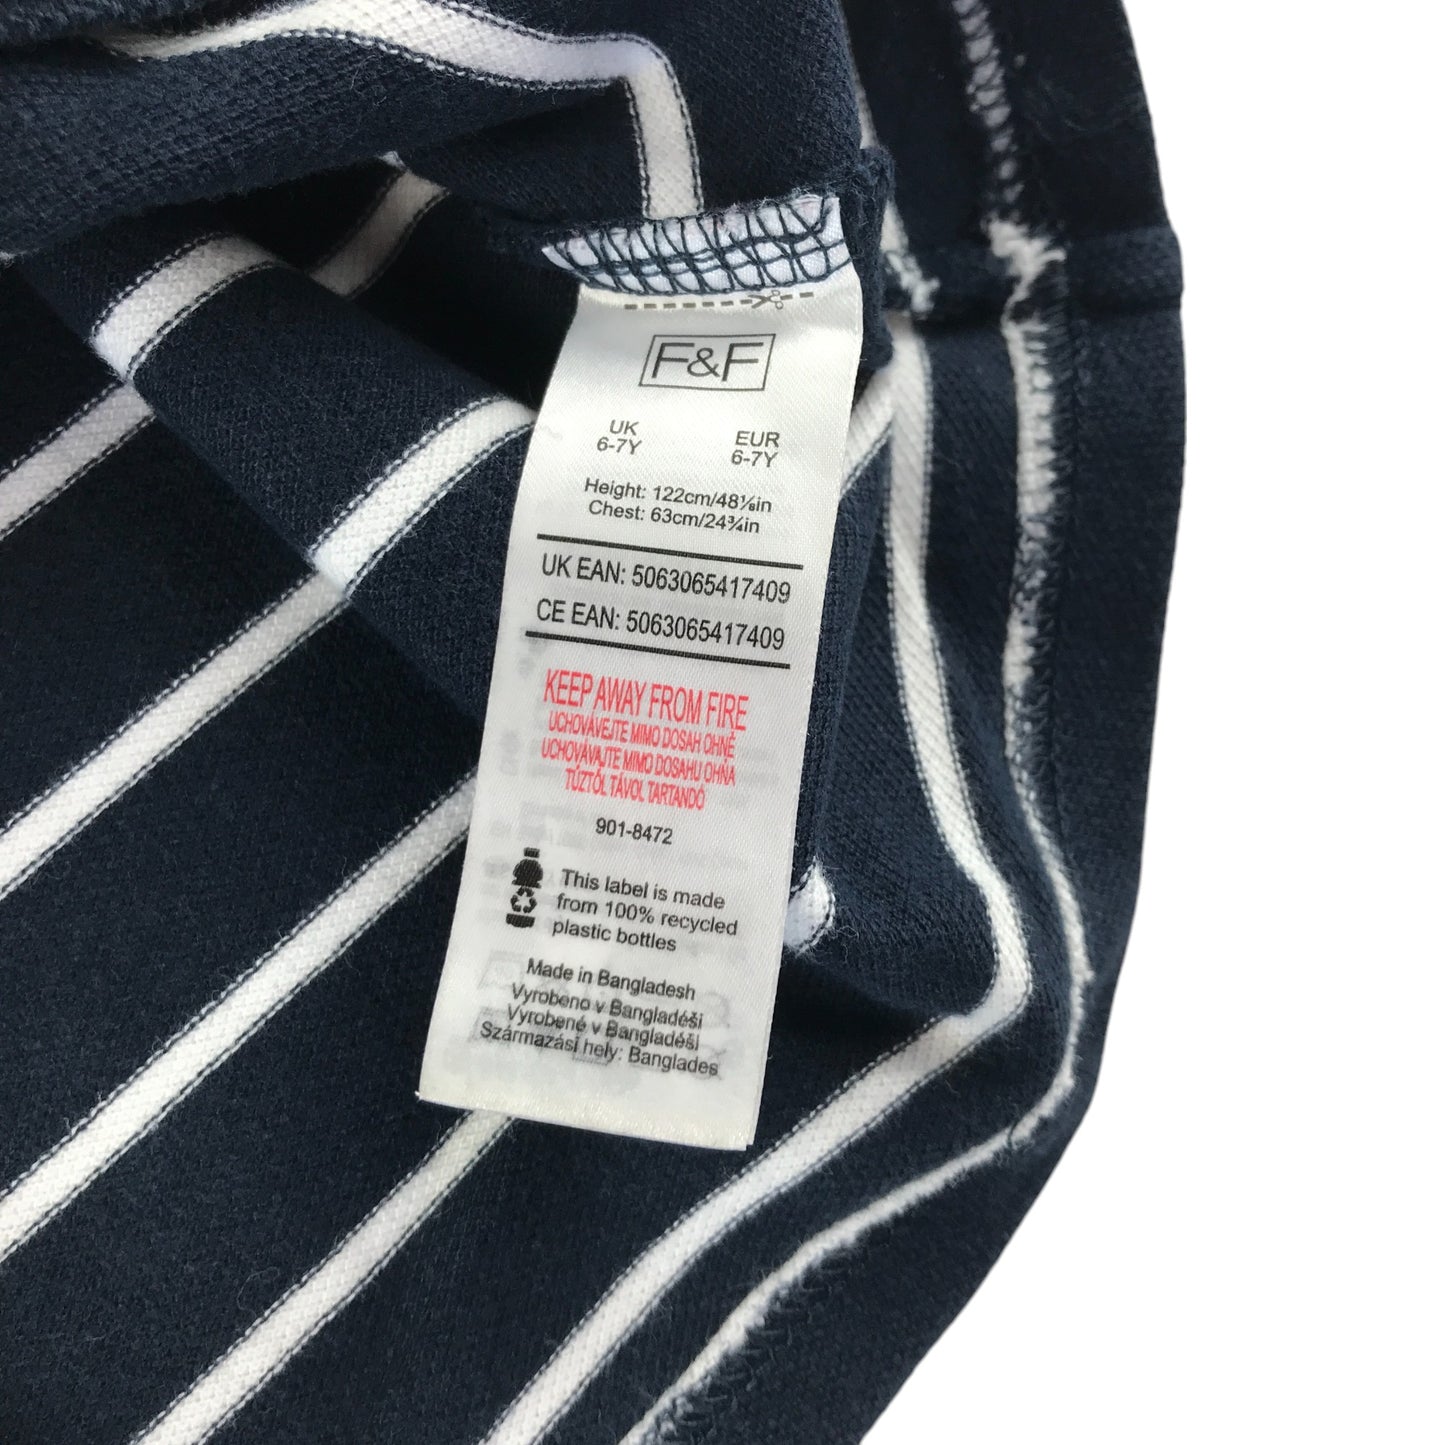 F&F
UK EUR
6-7Y 6-7Y
Height: 122cm/48⅛in
Chest: 63cm/24¾in
UK EAN: 5063065417409
CE EAN: 5063065417409
KEEP AWAY FROM FIRE
UCHOVÁVEJTE MIMO DOSAH OHNĚ
UCHOVÁVAJTE MIMO DOSAHU OHŇA
TŰZTŐL TÁVOL TARTANDÓ
901-8472
This label is made
from 100% recycled
plastic bottles
Made in Bangladesh
Vyrobeno v Bangladéši
Vyrobené v Bangladéši
Származási hely: Banglades